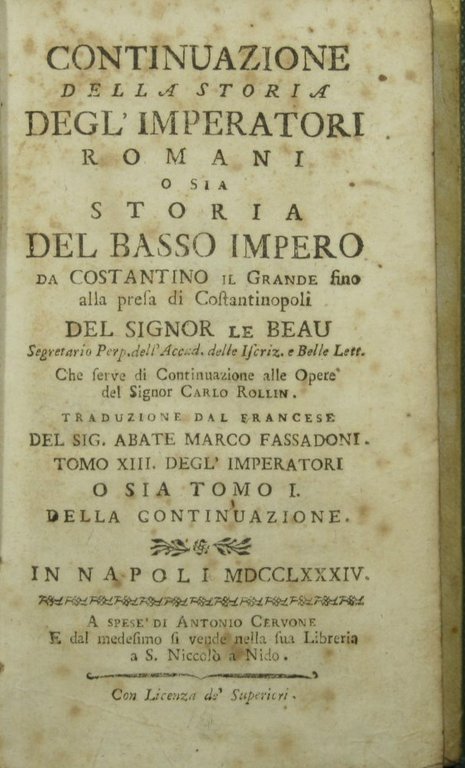 CONTINUAZIONE
DELLA STORIA
DEGL' IMPERATORI
ROMANI
O SIA
STORIA
DEL BASSO IMPERO
DA COSTANTINO IL GRANDE fino
alla preſa di Coſtantinopoli
DEL SIGNOR LE BEAU
Segretario Perp. dell'Accad. delle Iſcriz. e Belle Lett.
Che ſerve di Continuazione alle Opere
del Signor CARLO ROLLIN.
TRADUZIONE DAL FRANCESE
DEL SIG. ABATE MARCO FASSADONI.
TOMO XIII. DEGL' IMPERATORI
O SIA TOMO I.
DELLA CONTINUAZIONE.
IN NAPOLI MDCCLXXXIV.
A SPESE' DI ANTONIO CERVONE
E dal medeſimo ſi vende nella ſua Libreria
a S. Niccolò a Nido.
Con Licenza de' Superiori.